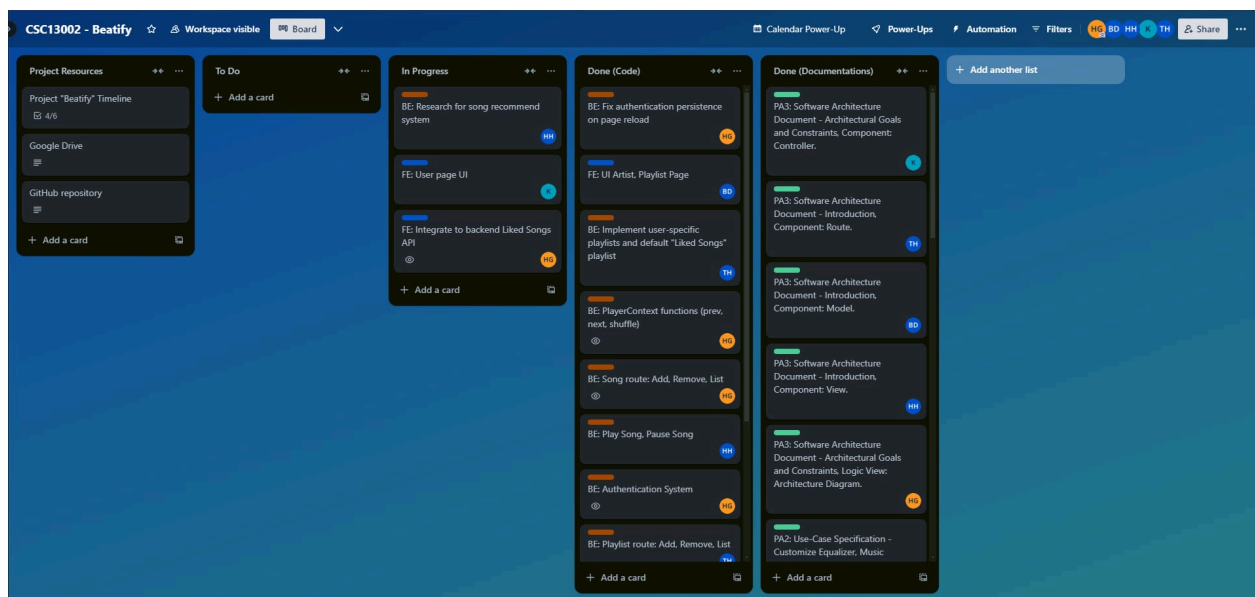 CSC13002 - Beatify
Workspace visible
Board
Calendar Power-Up
Power-Ups
Automation
Filters
HG
BD
HH
K
TH
Share
Project Resources
Project "Beatify" Timeline
4/6
Google Drive
GitHub repository
+ Add a card
To Do
+ Add a card
In Progress
BE: Research for song recommend
system
HH
FE: User page UI
K
FE: Integrate to backend Liked Songs
API
HG
+ Add a card
Done (Code)
BE: Fix authentication persistence
on page reload
HG
FE: UI Artist, Playlist Page
BD
BE: Implement user-specific
playlists and default "Liked Songs"
playlist
TH
BE: PlayerContext functions (prev,
next, shuffle)
HG
BE: Song route: Add, Remove, List
HG
BE: Play Song, Pause Song
HH
BE: Authentication System
HG
BE: Playlist route: Add, Remove, List
TH
+ Add a card
Done (Documentations)
PA3: Software Architecture
Document - Architectural Goals
and Constraints, Component:
Controller.
K
PA3: Software Architecture
Document - Introduction,
Component: Route.
TH
PA3: Software Architecture
Document - Introduction,
Component: Model.
BD
PA3: Software Architecture
Document - Introduction,
Component: View.
HH
PA3: Software Architecture
Document - Architectural Goals
and Constraints, Logic View:
Architecture Diagram.
HG
PA2: Use-Case Specification -
Customize Equalizer, Music
+ Add a card
+ Add another list